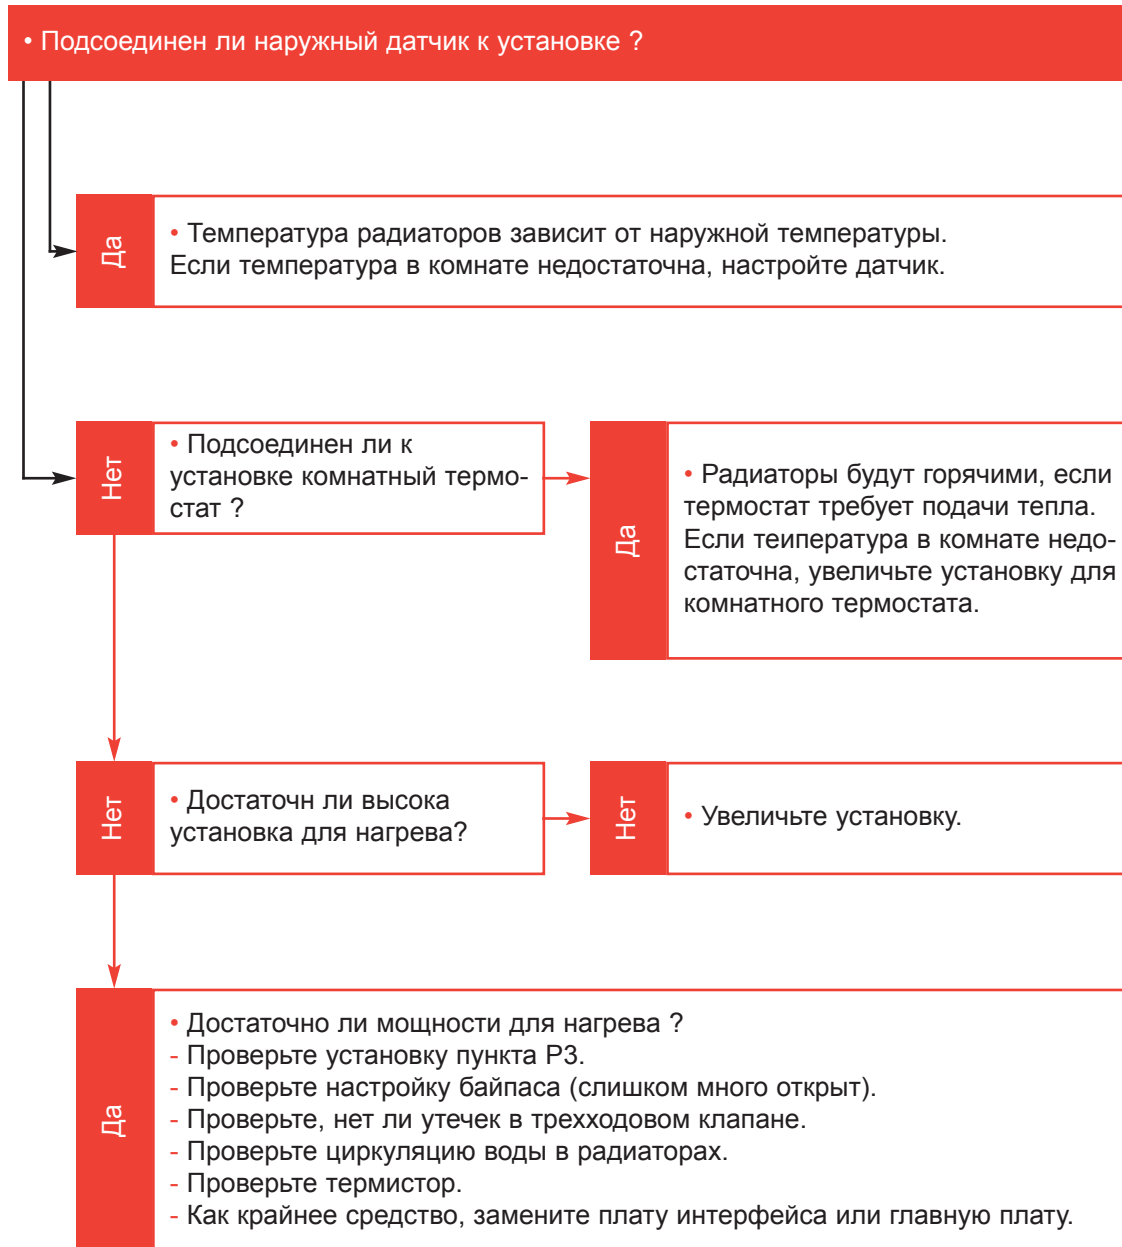 • Подсоединен ли наружный датчик к установке ?
Да
• Температура радиаторов зависит от наружной температуры.
Если температура в комнате недостаточна, настройте датчик.
Нет
• Подсоединен ли к
установке комнатный термо-
стат ?
Да
• Радиаторы будут горячими, если
термостат требует подачи тепла.
Если теипература в комнате недо-
статочна, увеличьте установку для
комнатного термостата.
Нет
• Достаточн ли высока
установка для нагрева?
Нет
• Увеличьте установку.
Да
• Достаточно ли мощности для нагрева ?
- Проверьте установку пункта P3.
- Проверьте настройку байпаса (слишком много открыт).
- Проверьте, нет ли утечек в трехходовом клапане.
- Проверьте циркуляцию воды в радиаторах.
- Проверьте термистор.
- Как крайнее средство, замените плату интерфейса или главную плату.